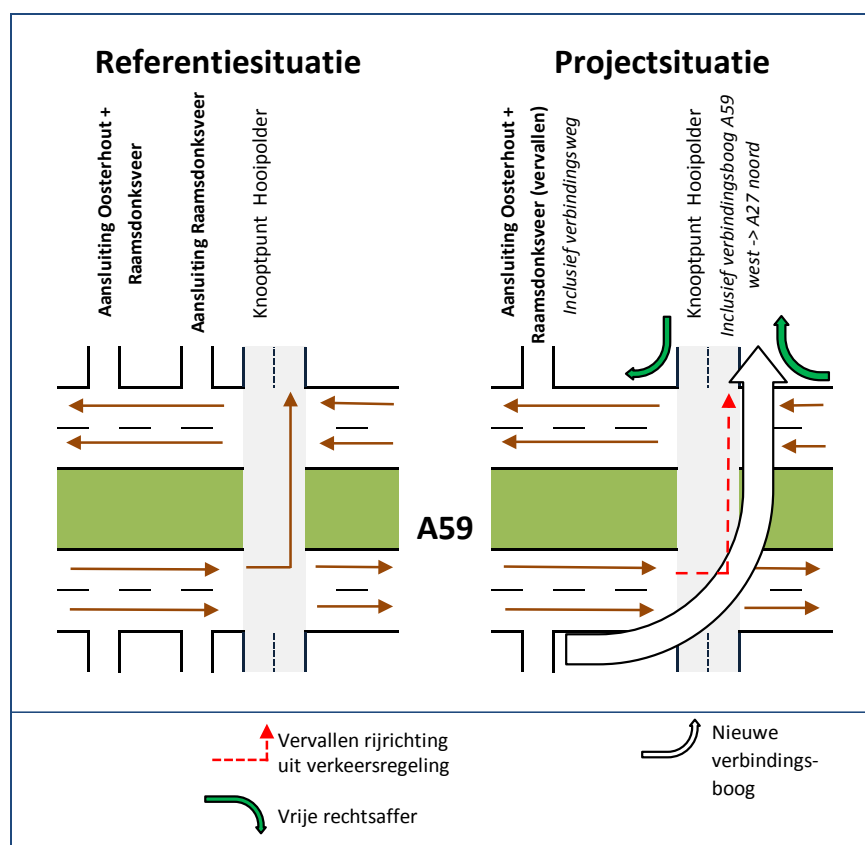 Referentiesituatie
Projectsituatie
Aansluiting Oosterhout +
Raamsdonksveer
Aansluiting Raamsdonksveer
Knooptpunt Hooipolder
Aansluiting Oosterhout +
Raamsdonksveer (vervallen)
Inclusief verbindingsweg
Knooptpunt Hooipolder
Inclusief verbindingsboog A59
west -> A27 noord
A59
Vervallen rijrichting
uit verkeersregeling
Vrije rechtsaffer
Nieuwe
verbindings-
boog